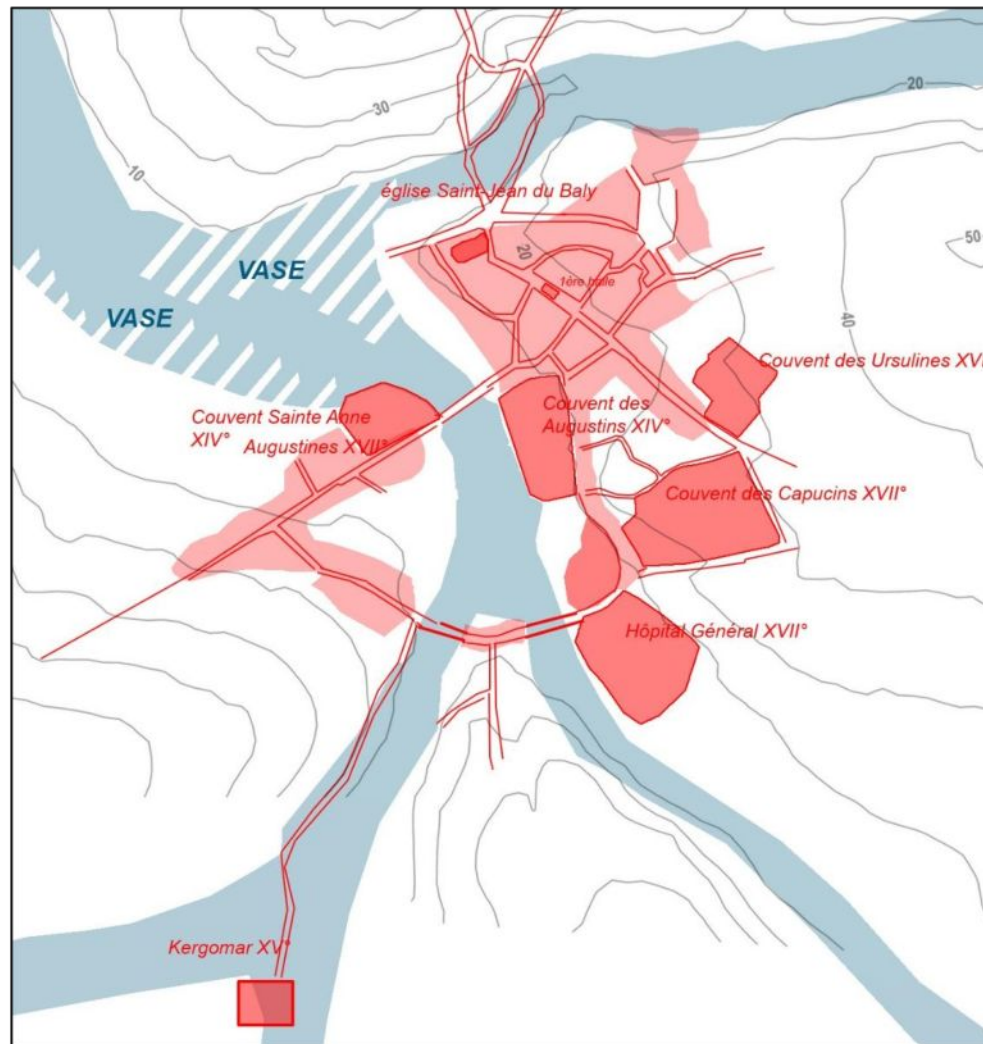 20
30
10
église Saint-Jean du Baly
50
20
VASE
1ère halle
VASE
40
Couvent des Ursulines XVI
Couvent Sainte Anne
XIV°
Augustines XVII°
Couvent des
Augustins XIV°
Couvent des Capucins XVII°
Hôpital Général XVII°
Kergomar XV°